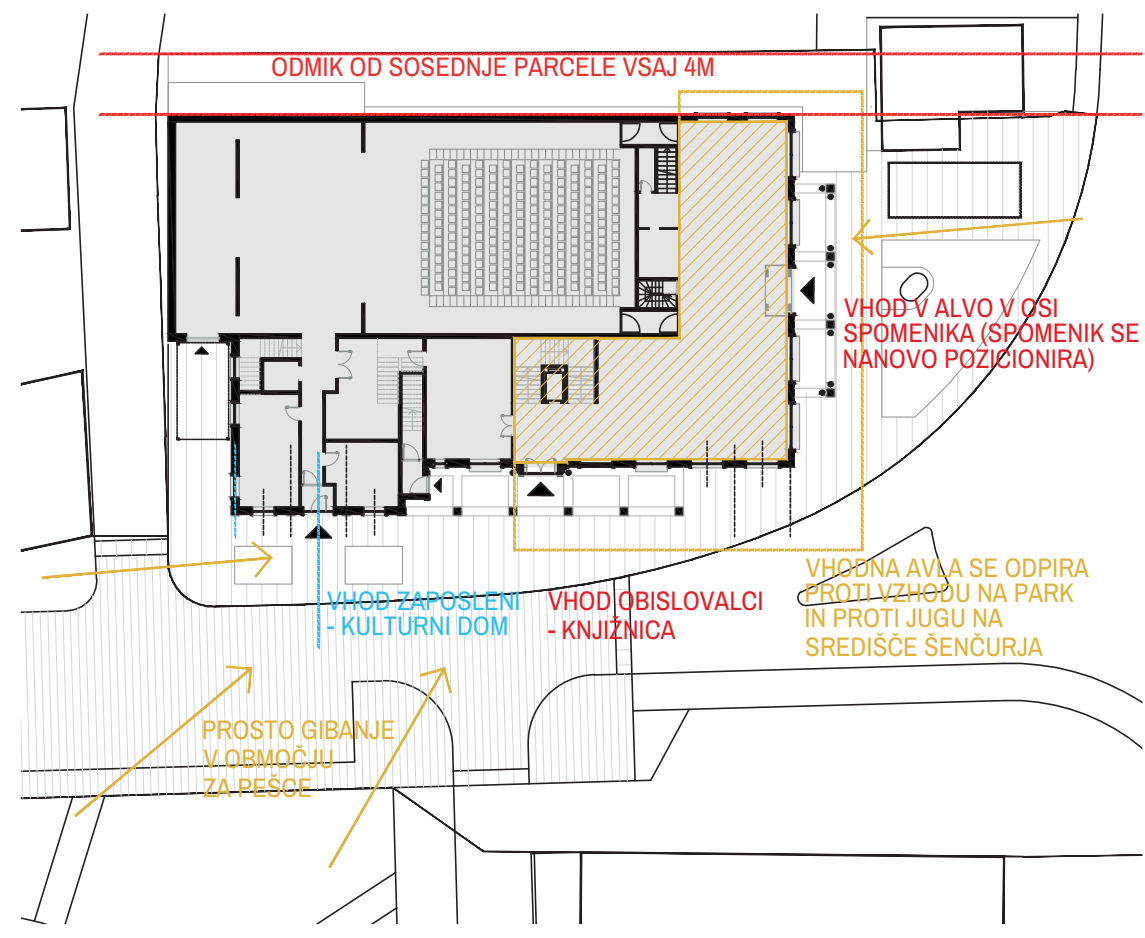 ODMIK OD SOSEDNJE PARCELE VSAJ 4M
VHOD V ALVO V OSI
SPOMENIKA (SPOMENIK SE
NANOVO POZICIONIRA)
VHODNA AVLA SE ODPIRA
PROTI VZHODU NA PARK
IN PROTI JUGU NA
SREDIŠČE ŠENČURJA
VHOD ZAPOSLENI
- KULTURNI DOM
VHOD OBISLOVALCI
- KNJIŽNICA
PROSTO GIBANJE
V OBMOČJU
ZA PEŠCE